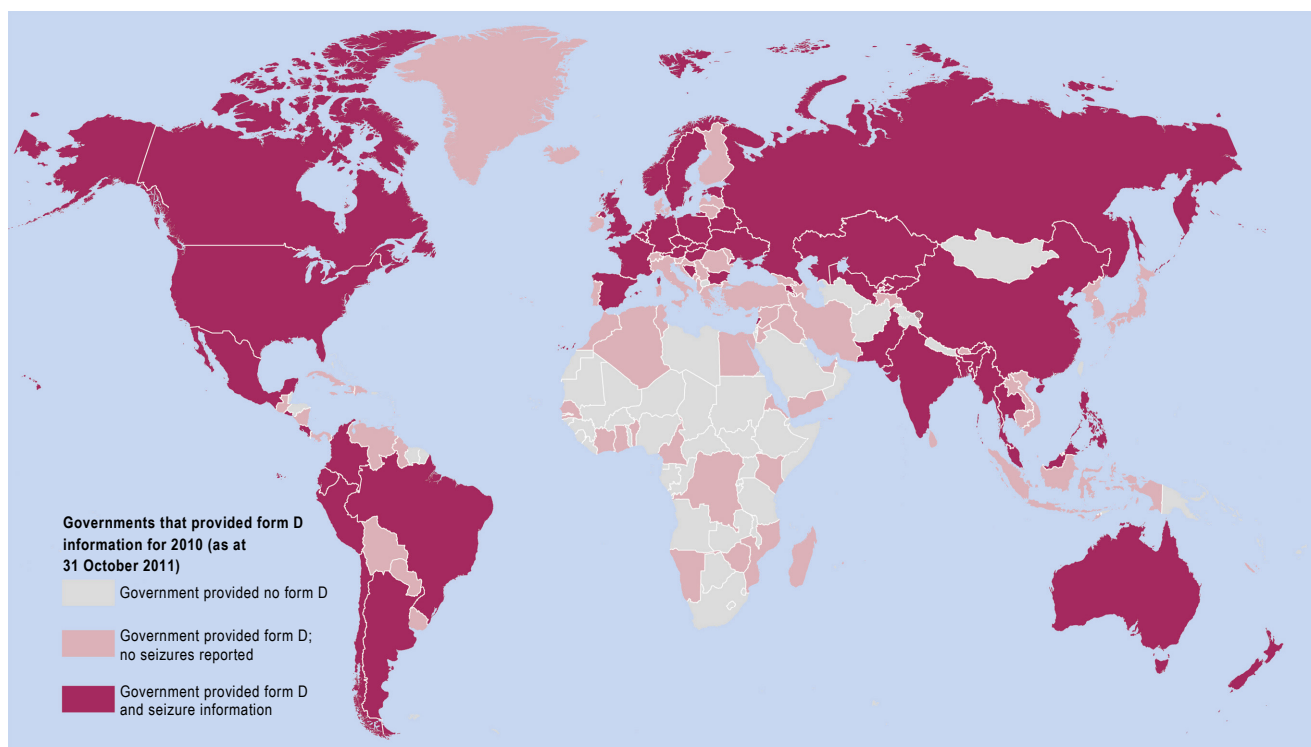 Governments that provided form D
information for 2010 (as at
31 October 2011)
Government provided no form D
Government provided form D;
no seizures reported
Government provided form D
and seizure information